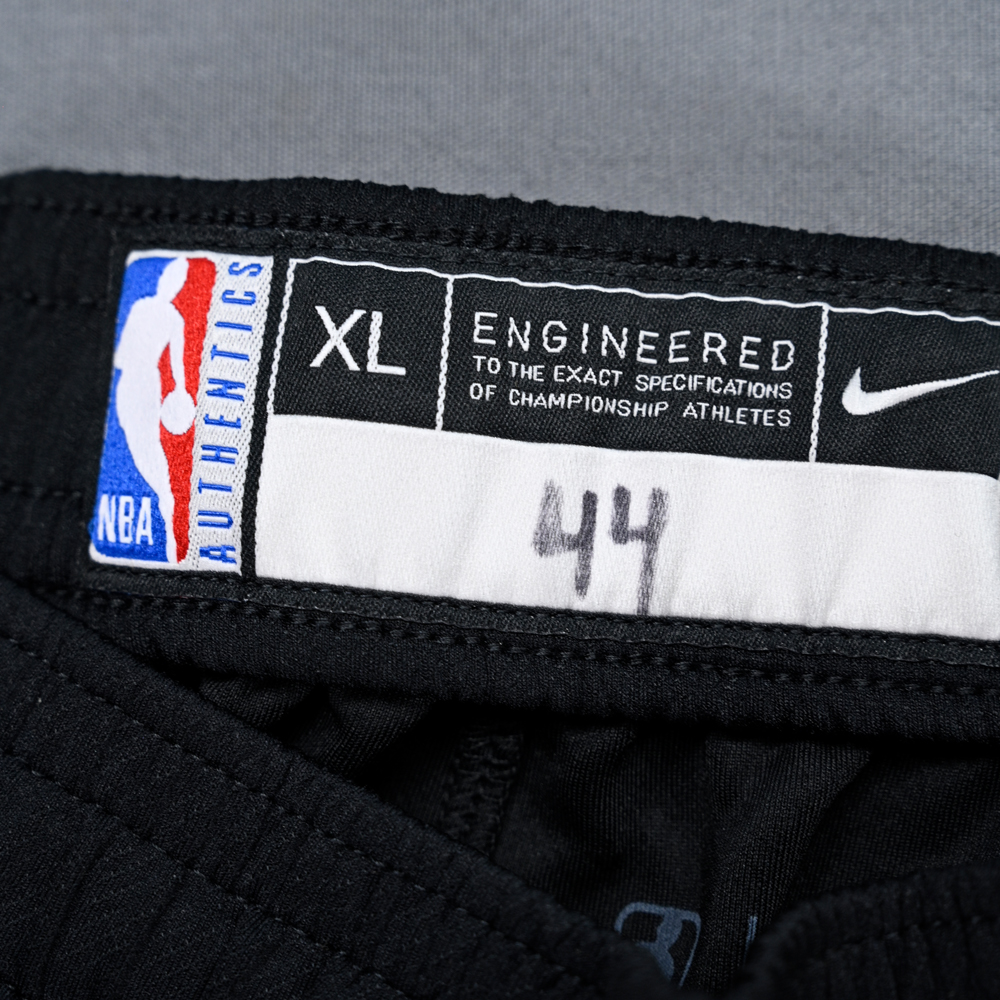 NBA
AUTHENTICS
XL
ENGINEERED
TO THE EXACT SPECIFICATIONS
OF CHAMPIONSHIP ATHLETES
44